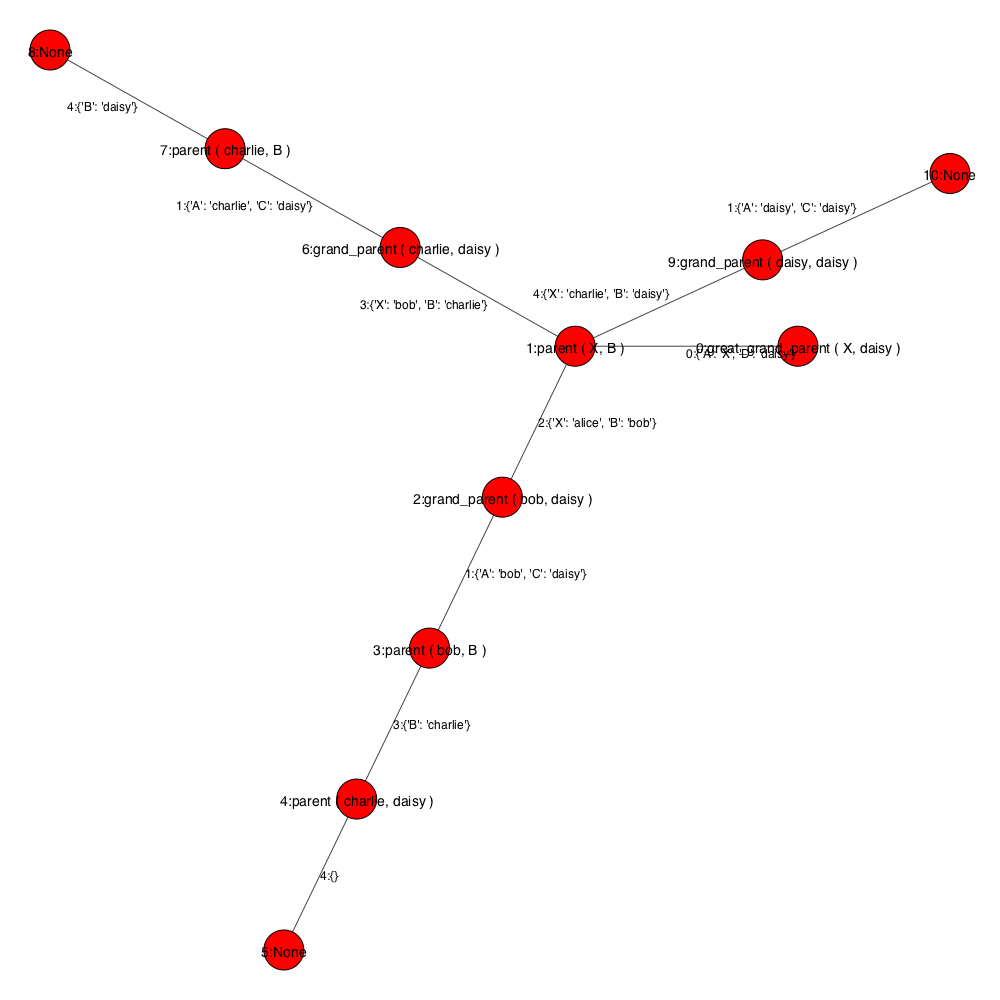 8:None
4:{'B': 'daisy'}
7:parent ( charlie, B )
10:None
1:{'A': 'charlie', 'C': 'daisy'}
1:{'A': 'daisy', 'C': 'daisy'}
6:grand_parent ( charlie, daisy )
9:grand_parent ( daisy, daisy )
3:{'X': 'bob', 'B': 'charlie'}
4:{'X': 'charlie', 'B': 'daisy'}
1:parent ( X, B )
0:great_grand_parent ( X, daisy )
0:{'A': 'X', 'D': 'daisy'}
2:{'X': 'alice', 'B': 'bob'}
2:grand_parent ( bob, daisy )
1:{'A': 'bob', 'C': 'daisy'}
3:parent ( bob, B )
3:{'B': 'charlie'}
4:parent ( charlie, daisy )
4:{}
5:None